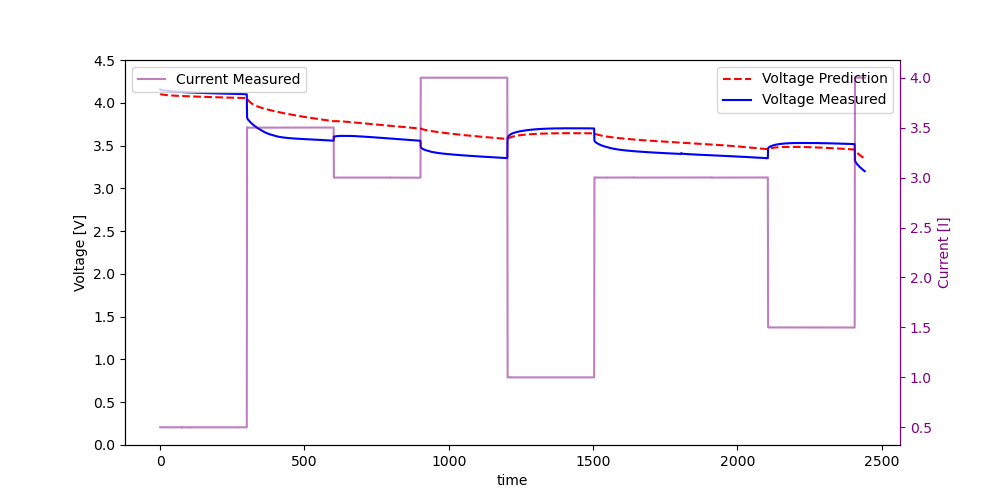 Current Measured
Voltage Prediction
Voltage Measured
4.5
4.0
3.5
3.0
2.5
2.0
1.5
1.0
0.5
0.0
Voltage [V]
4.0
3.5
3.0
2.5
2.0
1.5
1.0
0.5
Current [I]
0 500 1000 1500 2000 2500
time